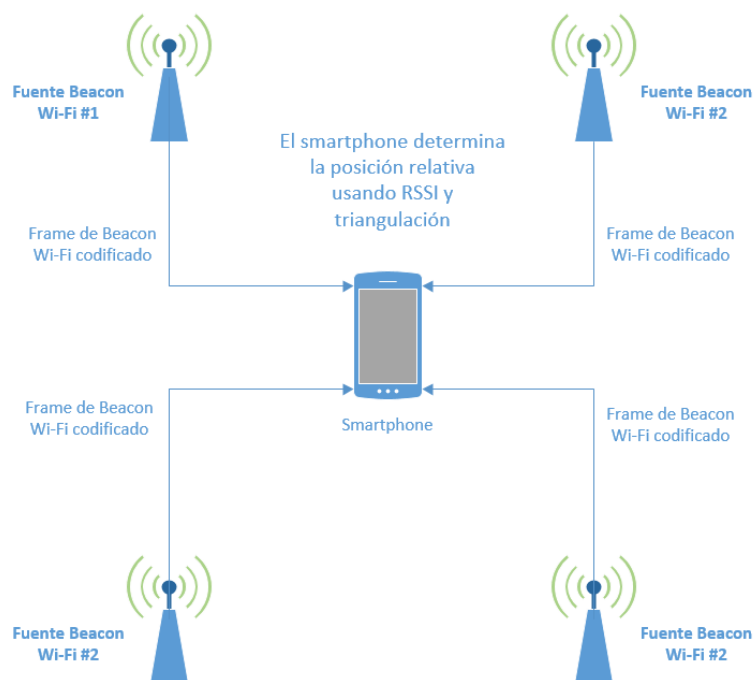 Fuente Beacon
Wi-Fi #1
Fuente Beacon
Wi-Fi #2
El smartphone determina
la posición relativa
usando RSSI y
triangulación
Frame de Beacon
Wi-Fi codificado
Frame de Beacon
Wi-Fi codificado
Frame de Beacon
Wi-Fi codificado
Smartphone
Frame de Beacon
Wi-Fi codificado
Fuente Beacon
Wi-Fi #2
Fuente Beacon
Wi-Fi #2